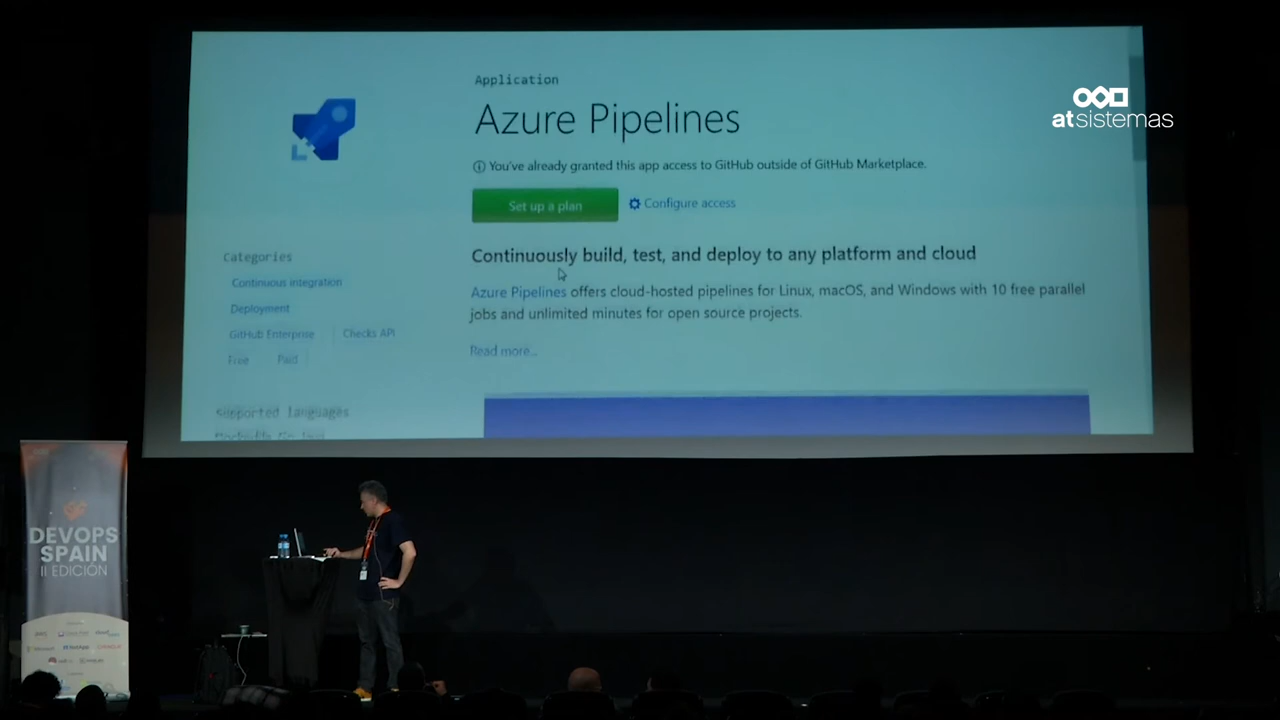 Application
Azure Pipelines
You've already granted this app access to GitHub outside of GitHub Marketplace.
Set up a plan
Configure access
Continuously build, test, and deploy to any platform and cloud
Azure Pipelines offers cloud-hosted pipelines for Linux, macOS, and Windows with 10 free parallel
jobs and unlimited minutes for open source projects.
Read more...
Categories
Continuous integration
Deployment
GitHub Enterprise
Checks API
Free
Paid
Supported languages
atsistemas
DEVOPS
SPAIN
II EDICIÓN